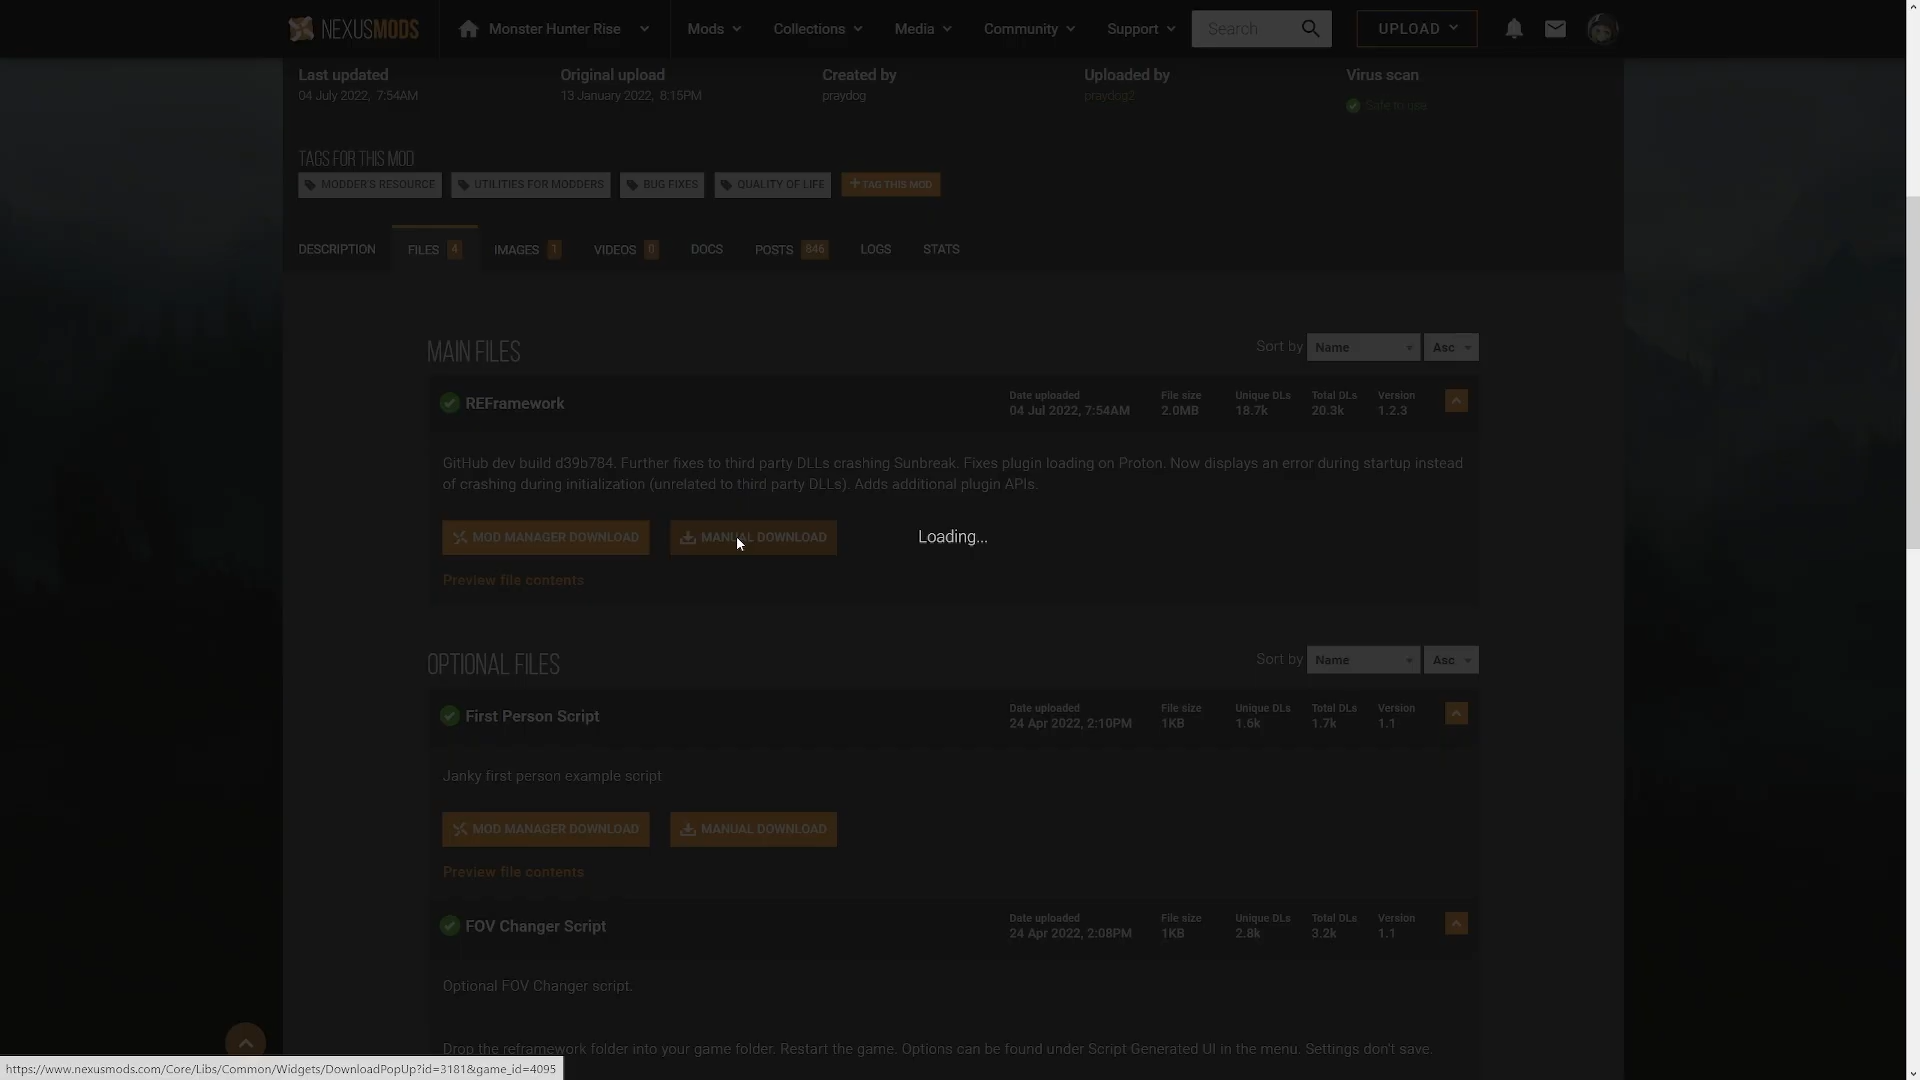 NEXUSMODS
Monster Hunter Rise
Mods
Collections
Media
Community
Support
Search
UPLOAD
Last updated
04 July 2022, 7:54AM
Original upload
13 January 2022, 8:15PM
Created by
praydog
Uploaded by
praydog2
Virus scan
Safe to use
TAGS FOR THIS MOD
MODDER'S RESOURCE
UTILITIES FOR MODDERS
BUG FIXES
QUALITY OF LIFE
+ TAG THIS MOD
DESCRIPTION
FILES 4
IMAGES 1
VIDEOS 0
DOCS
POSTS 846
LOGS
STATS
MAIN FILES
Sort by Name Asc
REFramework
Date uploaded
04 Jul 2022, 7:54AM
File size
2.0MB
Unique DLs
18.7k
Total DLs
20.3k
Version
1.2.3
GitHub dev build d39b784. Further fixes to third party DLLs crashing Sunbreak. Fixes plugin loading on Proton. Now displays an error during startup instead
of crashing during initialization (unrelated to third party DLLs). Adds additional plugin APIs.
MOD MANAGER DOWNLOAD
MANUAL DOWNLOAD
Loading...
Preview file contents
OPTIONAL FILES
Sort by Name Asc
First Person Script
Date uploaded
24 Apr 2022, 2:10PM
File size
1KB
Unique DLs
1.6k
Total DLs
1.7k
Version
1.1
Janky first person example script
MOD MANAGER DOWNLOAD
MANUAL DOWNLOAD
Preview file contents
FOV Changer Script
Date uploaded
24 Apr 2022, 2:08PM
File size
1KB
Unique DLs
2.8k
Total DLs
3.2k
Version
1.1
Optional FOV Changer script.
Drop the reframework folder into your game folder. Restart the game. Options can be found under Script Generated UI in the menu. Settings don't save.
https://www.nexusmods.com/Core/Libs/Common/Widgets/DownloadPopUp?id=3181&game_id=4095